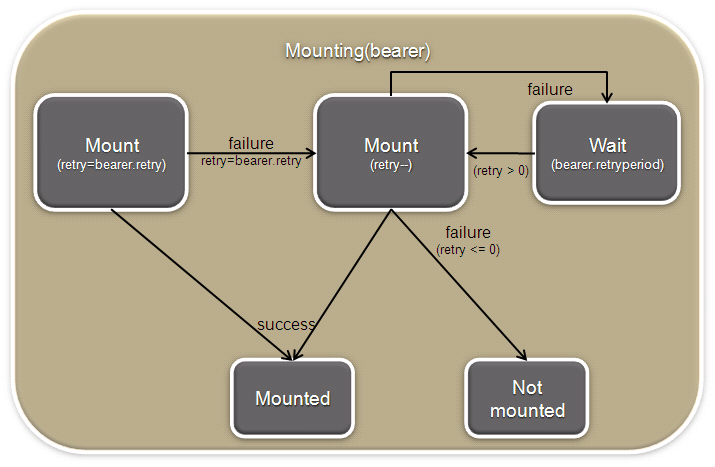 Mounting(bearer)
failure
Mount
(retry=bearer.retry)
failure
retry=bearer.retry
Mount
(retry--)
Wait
(bearer.retryperiod)
(retry > 0)
failure
(retry <= 0)
success
Mounted
Not
mounted